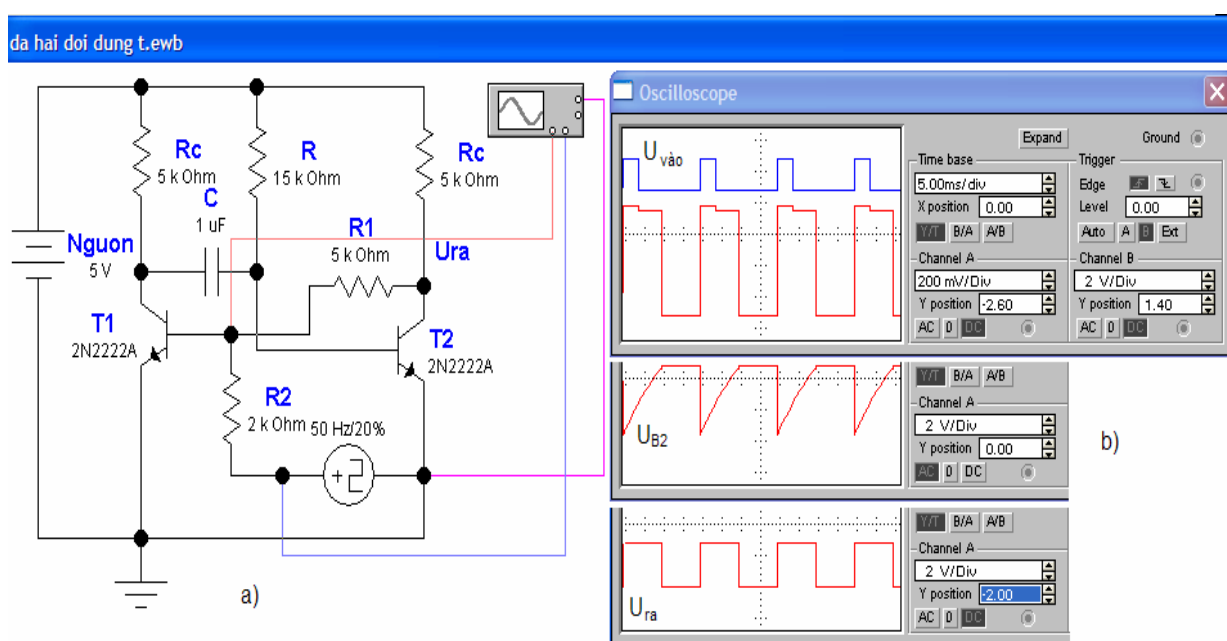 da hai doi dung t.ewb
Rc
5 k Ohm
R
15 k Ohm
Rc
5 k Ohm
C
1 uF
R1
5 k Ohm
Ura
Nguon
5 V
T1
2N2222A
T2
2N2222A
R2
2 k Ohm
50 Hz/20%
a)
Oscilloscope
Expand
Ground
U vào
Time base
5.00ms/div
X position 0.00
Y/T B/A A/B
Trigger
Edge
Level 0.00
Auto A B Ext
Channel A
200 mV/Div
Y position -2.60
AC 0 DC
Channel B
2 V/Div
Y position 1.40
AC 0 DC
UB2
Y/T B/A A/B
Channel A
2 V/Div
Y position 0.00
AC 0 DC
b)
Ura
Y/T B/A A/B
Channel A
2 V/Div
Y position -2.00
AC 0 DC